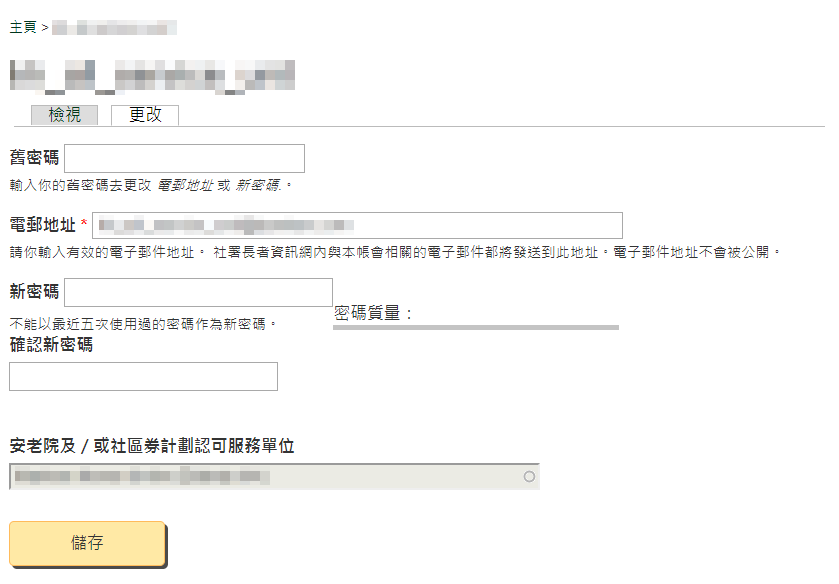 主頁 >
檢視
更改
舊密碼
輸入你的舊密碼去更改 電郵地址 或 新密碼.。
電郵地址 *
請你輸入有效的電子郵件地址。 社署長者資訊網內與本帳會相關的電子郵件都將發送到此地址。電子郵件地址不會被公開。
新密碼
密碼質量：
不能以最近五次使用過的密碼作為新密碼。
確認新密碼
安老院及 / 或社區券計劃認可服務單位
儲存